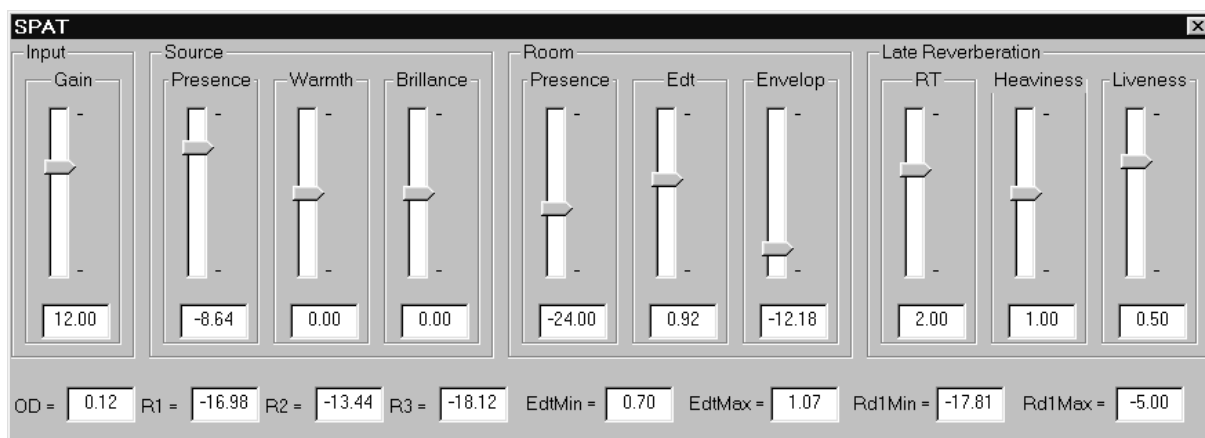 SPAT
Input Source Room Late Reverberation
Gain Presence Warmth Brillance Presence Edt Envelop RT Heaviness Liveness
12.00 -8.64 0.00 0.00 -24.00 0.92 -12.18 2.00 1.00 0.50
OD = 0.12 R1 = -16.98 R2 = -13.44 R3 = -18.12 EdtMin = 0.70 EdtMax = 1.07 Rd1Min = -17.81 Rd1Max = -5.00